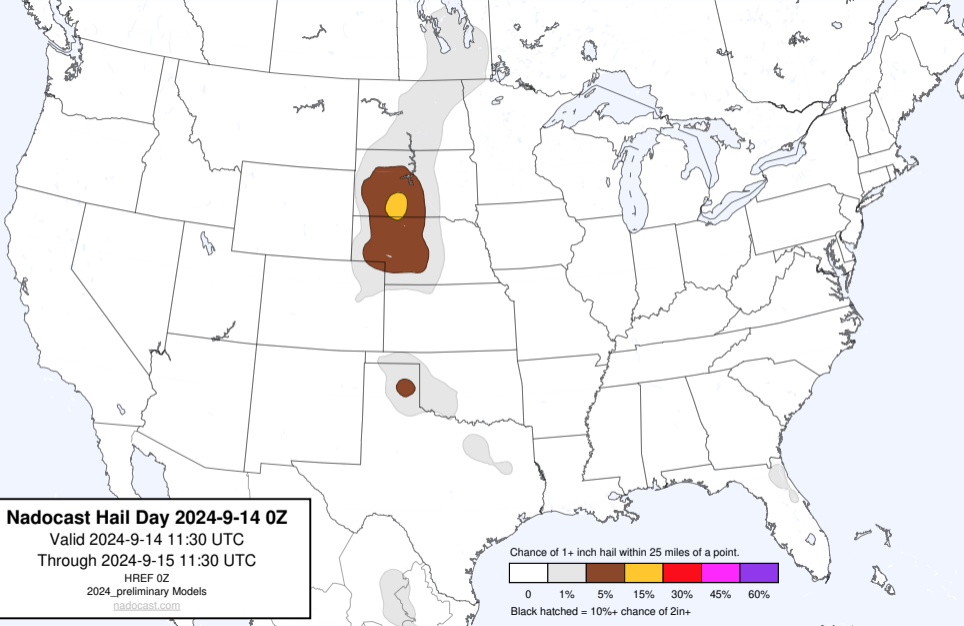 Nadocast Hail Day 2024-9-14 0Z
Valid 2024-9-14 11:30 UTC
Through 2024-9-15 11:30 UTC
HREF 0Z
2024_preliminary Models
nadocast.com
Chance of 1+ inch hail within 25 miles of a point.
0 1% 5% 15% 30% 45% 60%
Black hatched = 10%+ chance of 2in+